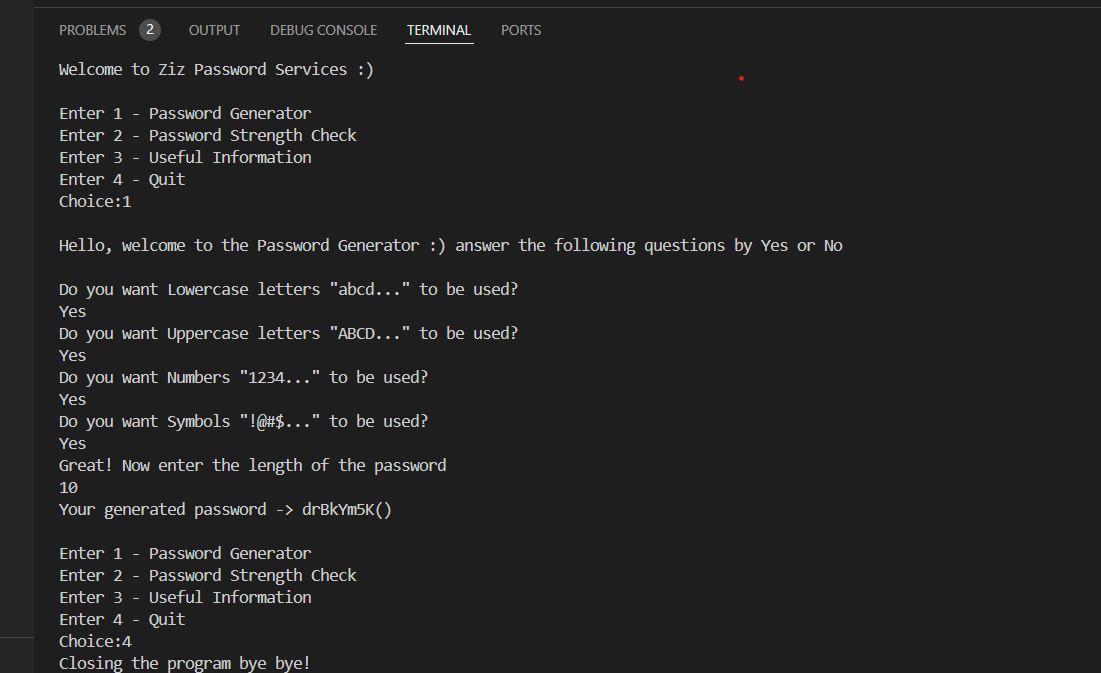 PROBLEMS 2 OUTPUT DEBUG CONSOLE TERMINAL PORTS
Welcome to Ziz Password Services :)
Enter 1 - Password Generator
Enter 2 - Password Strength Check
Enter 3 - Useful Information
Enter 4 - Quit
Choice:1
Hello, welcome to the Password Generator :) answer the following questions by Yes or No
Do you want Lowercase letters "abcd..." to be used?
Yes
Do you want Uppercase letters "ABCD..." to be used?
Yes
Do you want Numbers "1234..." to be used?
Yes
Do you want Symbols "!@#$..." to be used?
Yes
Great! Now enter the length of the password
10
Your generated password -> drBkYm5K()
Enter 1 - Password Generator
Enter 2 - Password Strength Check
Enter 3 - Useful Information
Enter 4 - Quit
Choice:4
Closing the program bye bye!